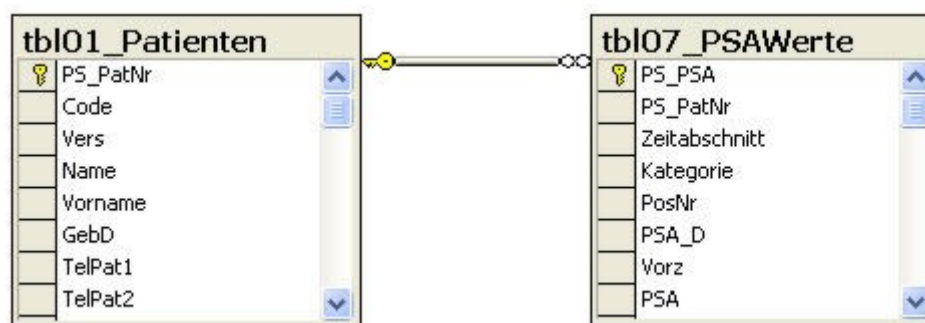 tbl01_Patienten
PS_PatNr
Code
Vers
Name
Vorname
GebD
TelPat1
TelPat2
tbl07_PSAWerte
PS_PSA
PS_PatNr
Zeitabschnitt
Kategorie
PosNr
PSA_D
Vorz
PSA